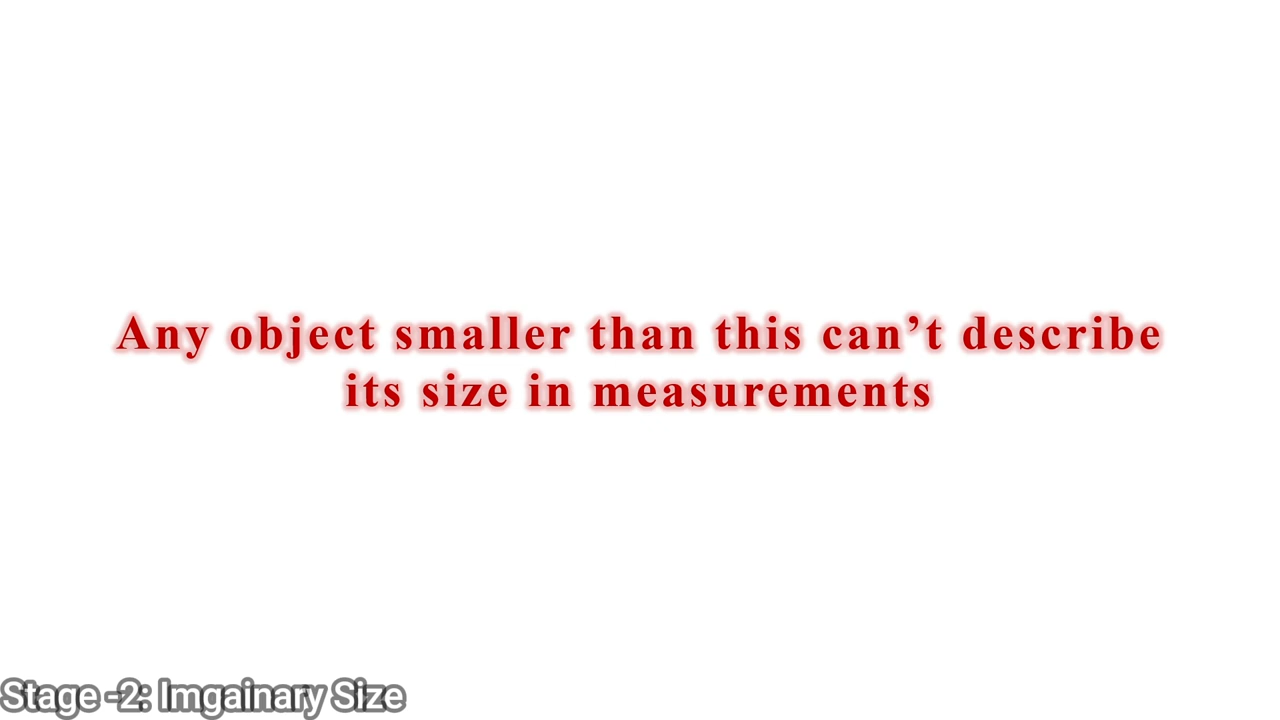 Any object smaller than this can’t describe
its size in measurements
Stage -2: Imgainary Size